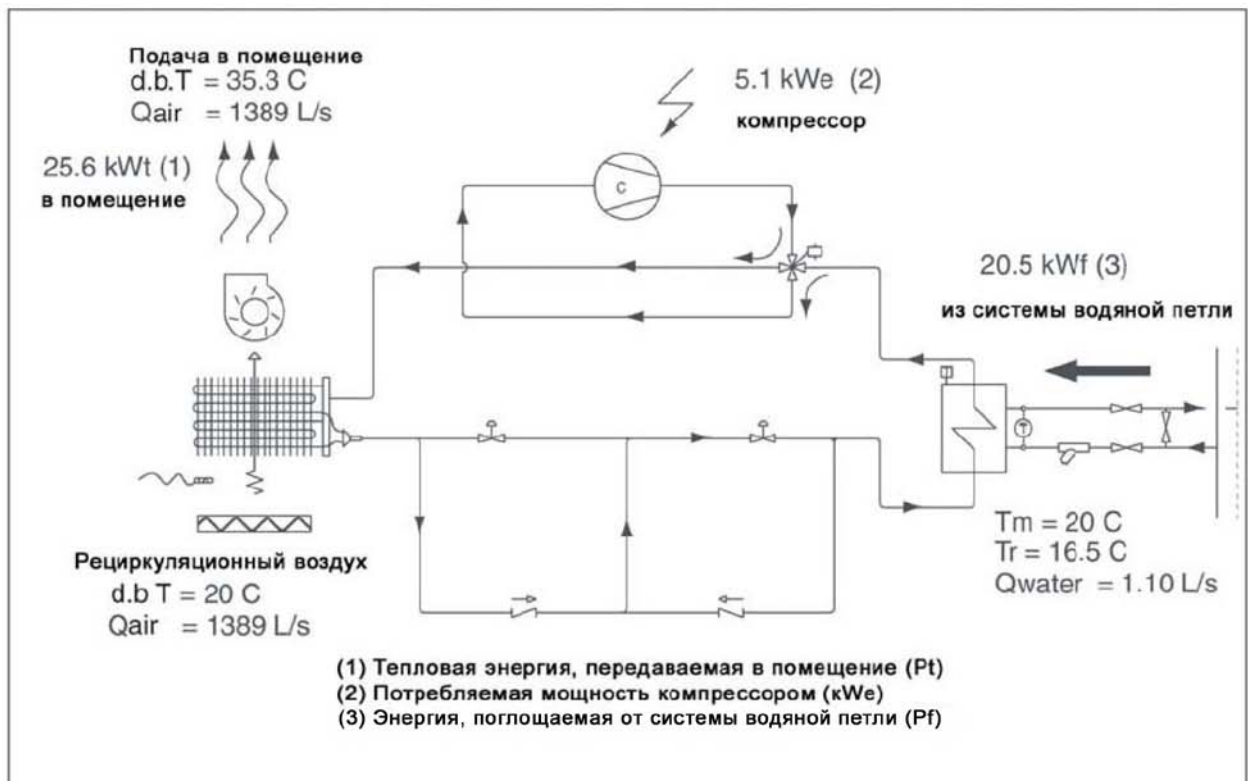 Подача в помещение
d.b.T = 35.3 C
Qair = 1389 L/s
25.6 kWt (1)
в помещение
5.1 kWe (2)
компрессор
c
20.5 kWf (3)
из системы водяной петли
T
Tm = 20 C
Tr = 16.5 C
Qwater = 1.10 L/s
Рециркуляционный воздух
d.b T = 20 C
Qair = 1389 L/s
(1) Тепловая энергия, передаваемая в помещение (Pt)
(2) Потребляемая мощность компрессором (кWe)
(3) Энергия, поглощаемая от системы водяной петли (Pf)